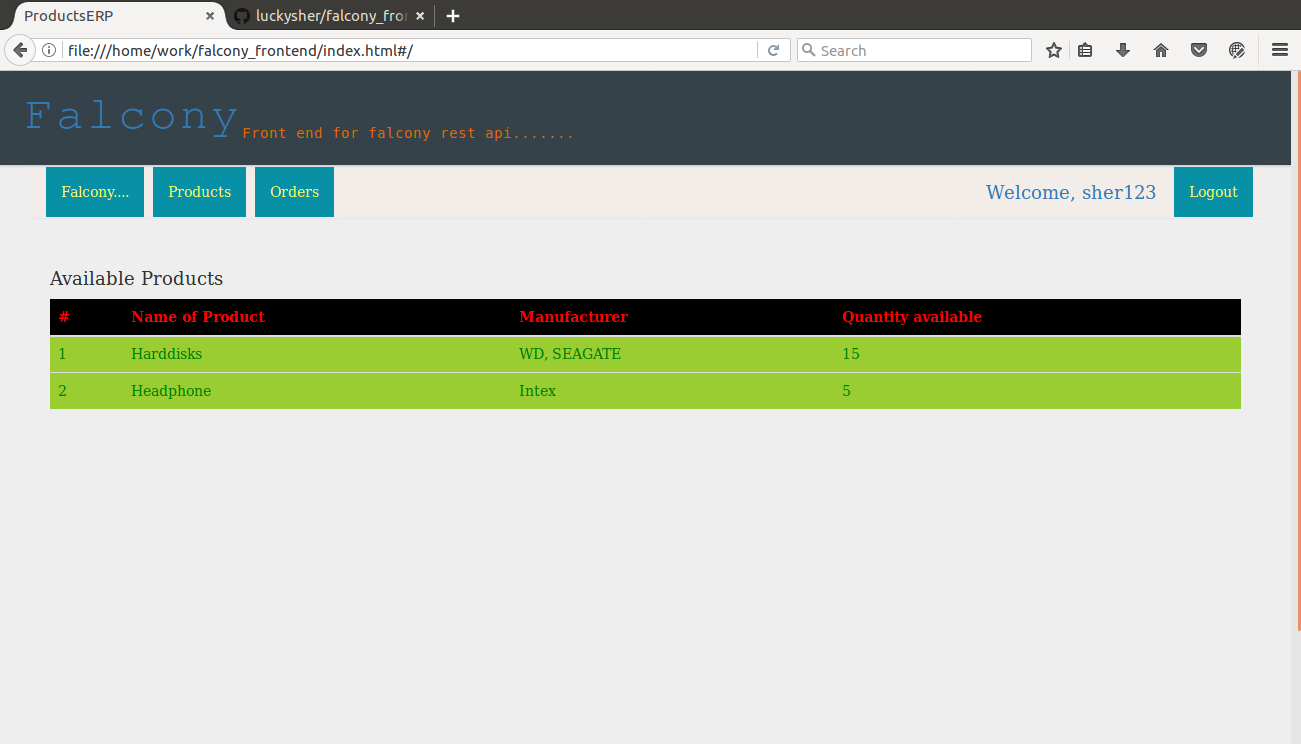 ProductsERP
luckysher/falcony_fron
file:///home/work/falcony_frontend/index.html#/
Search
Falcony Front end for falcony rest api.......
Falcony.... Products Orders Welcome, sher123 Logout
Available Products
# Name of Product Manufacturer Quantity available
1 Harddisks WD, SEAGATE 15
2 Headphone Intex 5